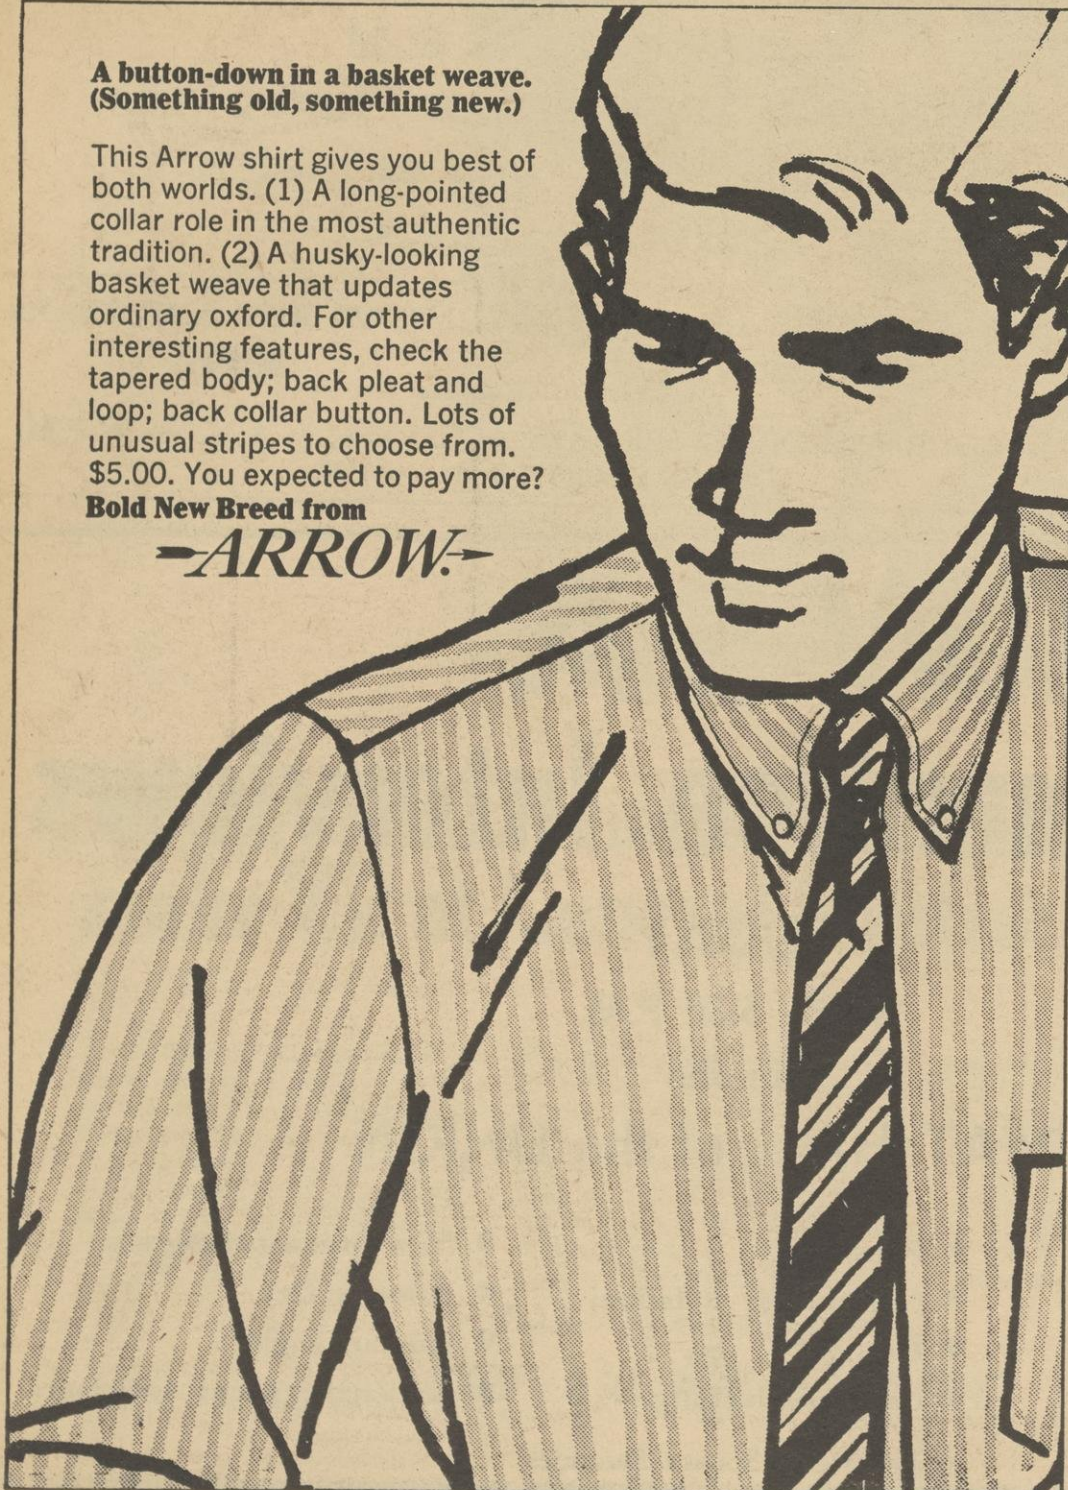 A button-down in a basket weave.
(Something old, something new.)
This Arrow shirt gives you best of
both worlds. (1) A long-pointed
collar role in the most authentic
tradition. (2) A husky-looking
basket weave that updates
ordinary oxford. For other
interesting features, check the
tapered body; back pleat and
loop; back collar button. Lots of
unusual stripes to choose from.
$5.00. You expected to pay more?
Bold New Breed from
ARROW.